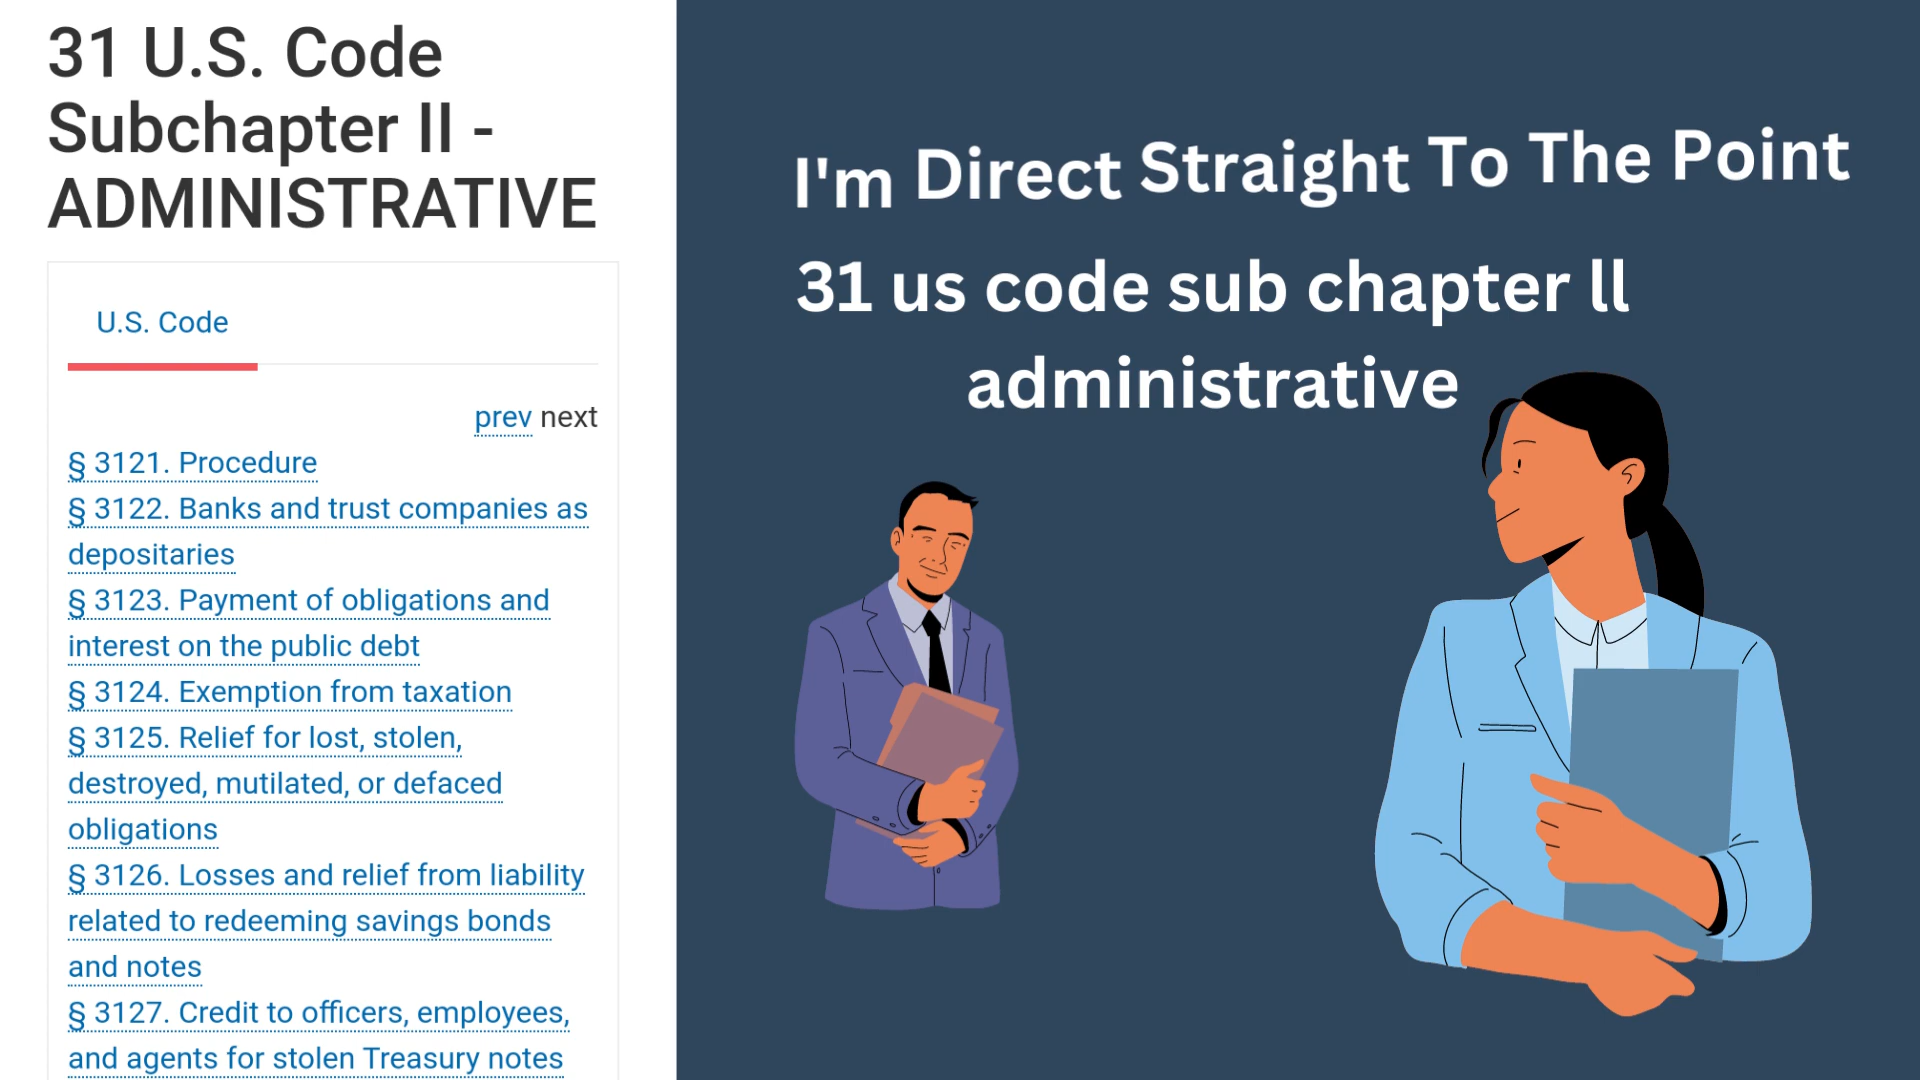 31 U.S. Code
Subchapter II -
ADMINISTRATIVE
U.S. Code
prev next
§ 3121. Procedure
§ 3122. Banks and trust companies as
depositaries
§ 3123. Payment of obligations and
interest on the public debt
§ 3124. Exemption from taxation
§ 3125. Relief for lost, stolen,
destroyed, mutilated, or defaced
obligations
§ 3126. Losses and relief from liability
related to redeeming savings bonds
and notes
§ 3127. Credit to officers, employees,
and agents for stolen Treasury notes
I'm Direct Straight To The Point
31 us code sub chapter ll
administrative